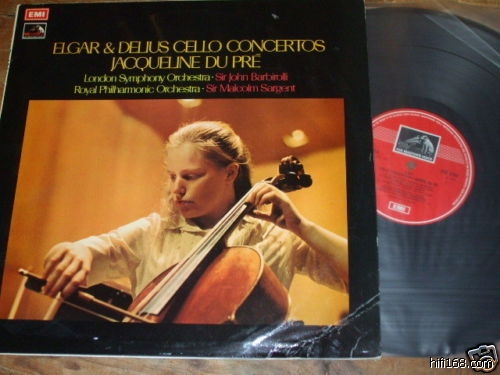 EMI
ELGAR & DELIUS CELLO CONCERTOS
JACQUELINE DU PRÉ
London Symphony Orchestra · Sir John Barbirolli
Royal Philharmonic Orchestra · Sir Malcolm Sargent
EMI
hifi168.com